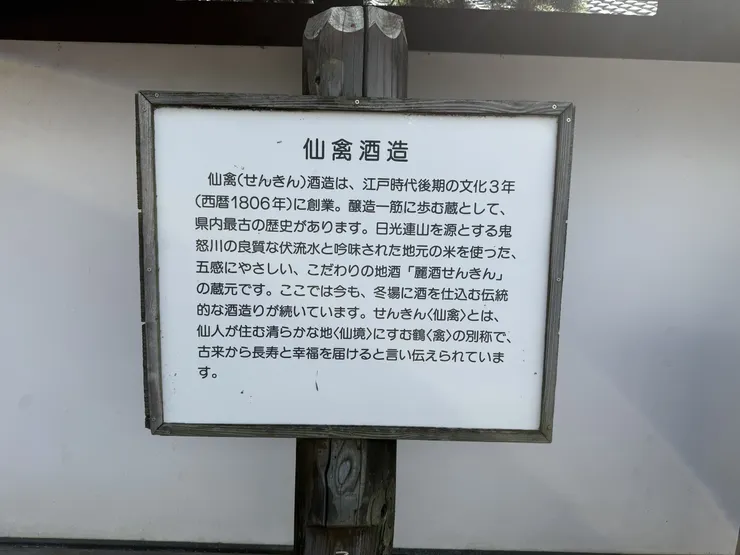 仙禽酒造
仙禽(せんきん)酒造は、江戸時代後期の文化3年
(西暦1806年)に創業。醸造一筋に歩む蔵として、
県内最古の歴史があります。日光連山を源とする鬼
怒川の良質な伏流水と吟味された地元の米を使った、
五感にやさしい、こだわりの地酒「麗酒せんきん」
の蔵元です。ここでは今も、冬場に酒を仕込む伝統
的な酒造りが続いています。せんきん〈仙禽〉とは、
仙人が住む清らかな地〈仙境〉にすむ鶴〈禽〉の別称で、
古来から長寿と幸福を届けると言い伝えられていま
す。